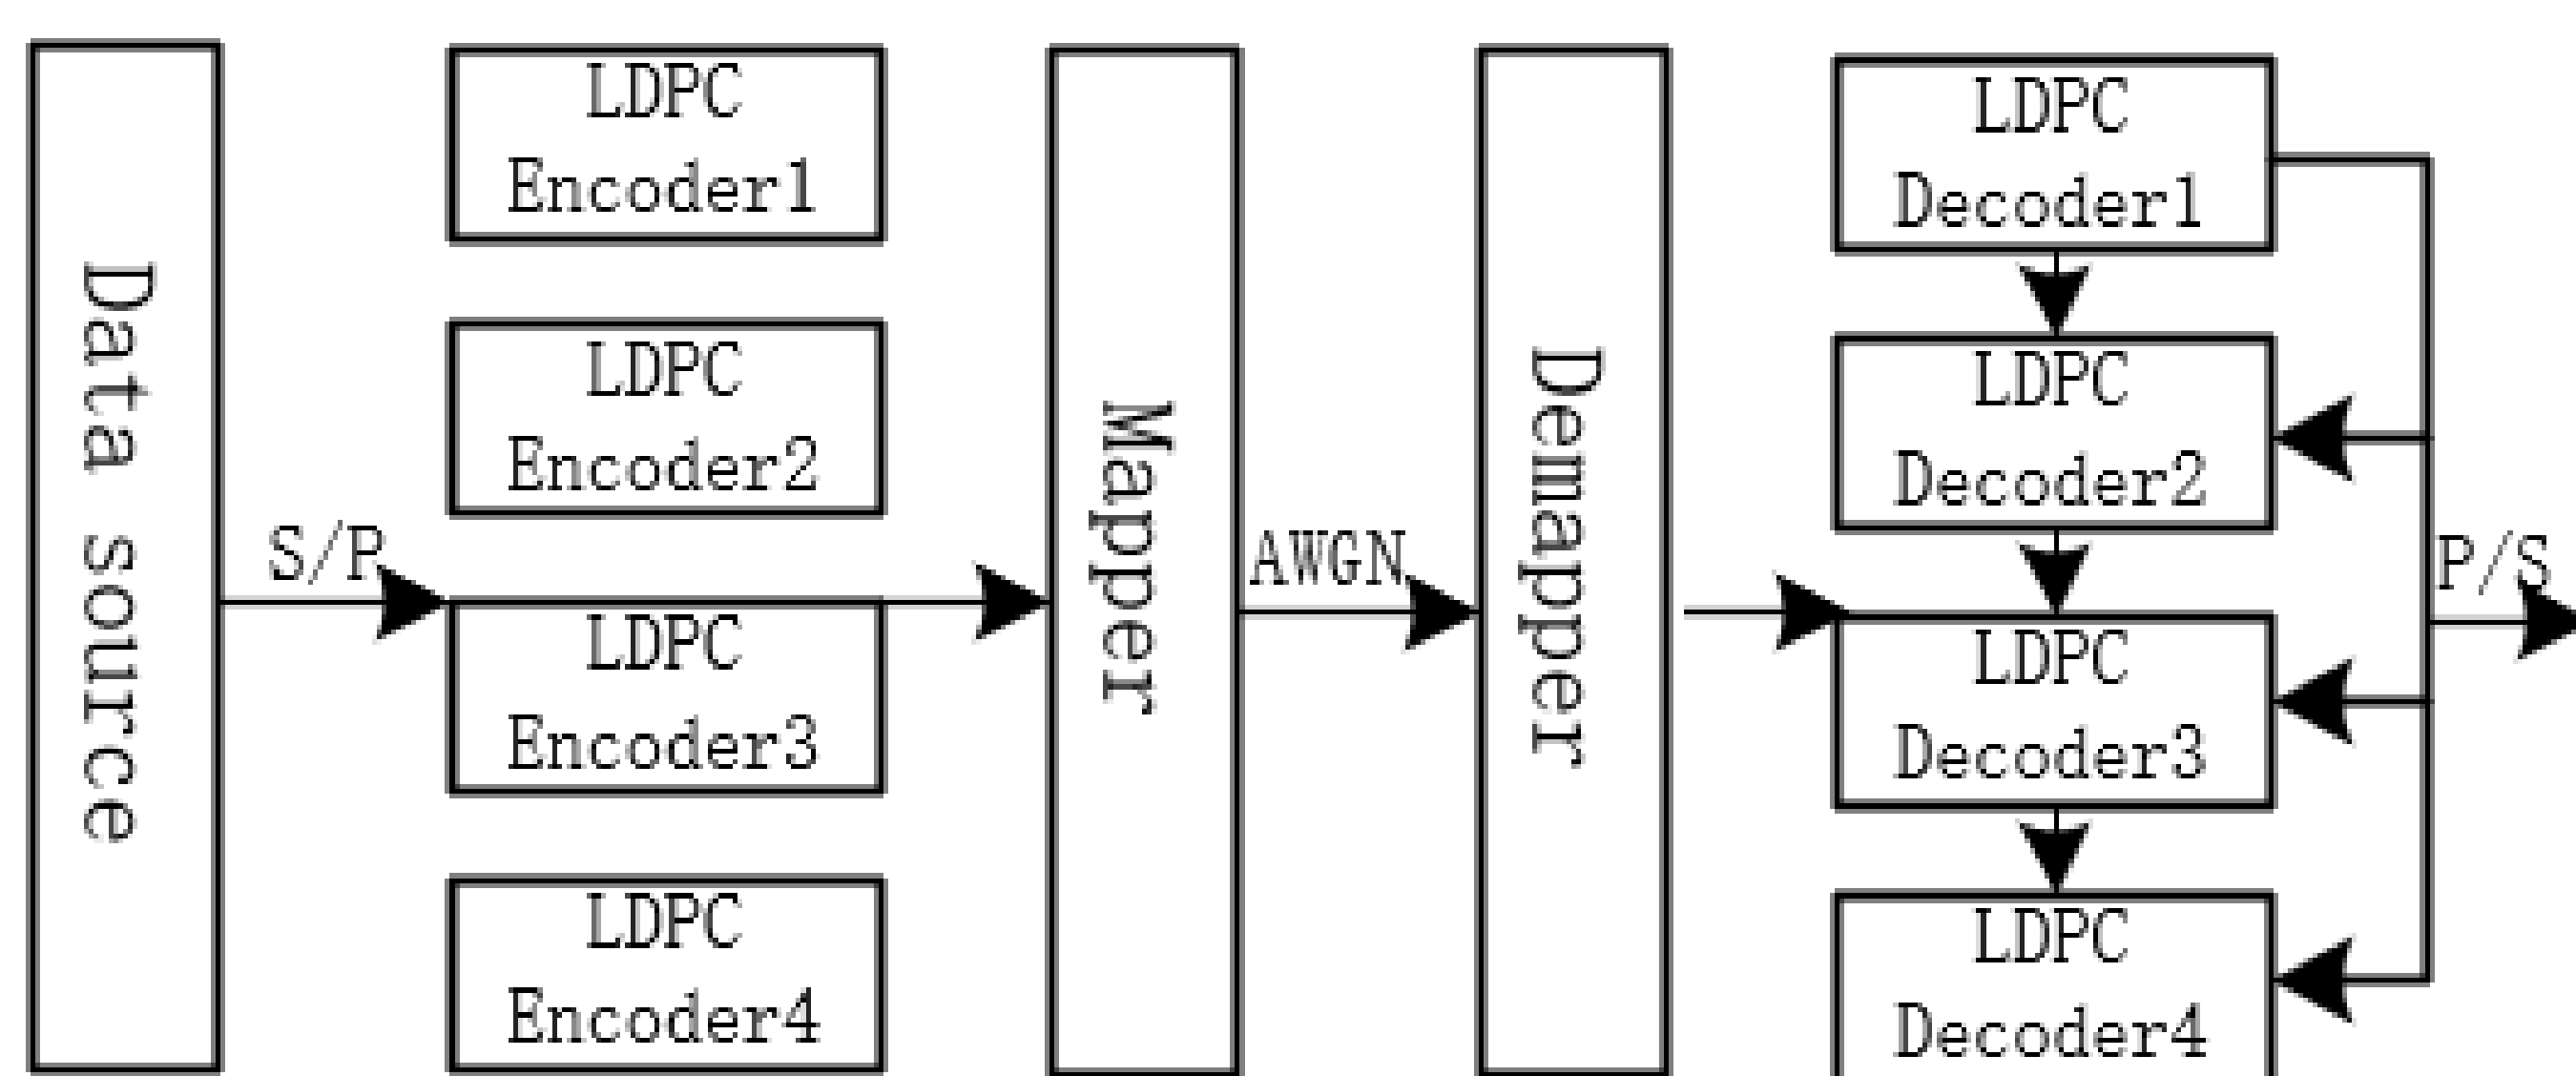 Data source
S/P
LDPC
Encoder1
LDPC
Encoder2
LDPC
Encoder3
LDPC
Encoder4
Mapper
AWGN
Demapper
LDPC
Decoder1
LDPC
Decoder2
LDPC
Decoder3
LDPC
Decoder4
P/S